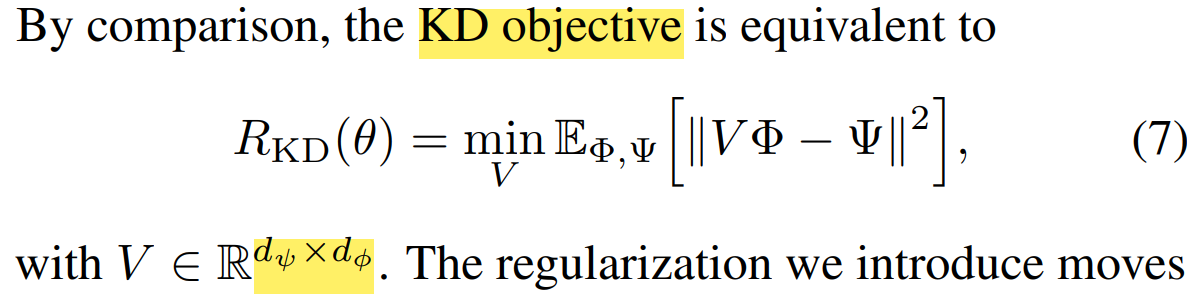 By comparison, the KD objective is equivalent to
R_KD(θ) = min_V 𝔼_{Φ,Ψ} [‖VΦ − Ψ‖²], (7)
with V ∈ ℝ^{d_ψ×d_ϕ}. The regularization we introduce moves